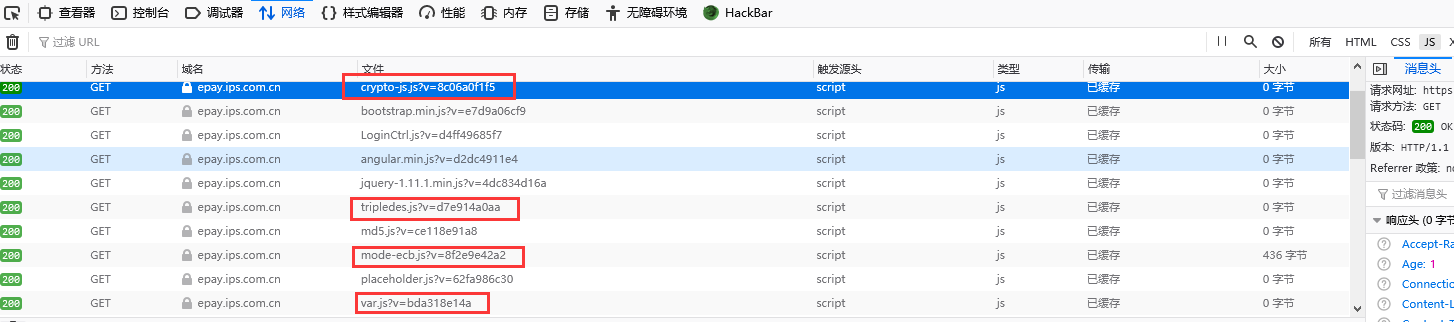 查看器 控制台 调试器 网络 样式编辑器 性能 内存 存储 无障碍环境 HackBar
过滤 URL 所有 HTML CSS JS
状态 方法 域名 文件 触发源头 类型 传输 大小 消息头
200 GET epay.ips.com.cn crypto-js.js?v=8c06a0f1f5 script js 已缓存 0 字节
200 GET epay.ips.com.cn bootstrap.min.js?v=e7d9a06cf9 script js 已缓存 0 字节
200 GET epay.ips.com.cn LoginCtrl.js?v=d4ff49685f7 script js 已缓存 0 字节
200 GET epay.ips.com.cn angular.min.js?v=d2dc4911e4 script js 已缓存 0 字节
200 GET epay.ips.com.cn jquery-1.11.1.min.js?v=4dc834d16a script js 已缓存 0 字节
200 GET epay.ips.com.cn tripledes.js?v=d7e914a0aa script js 已缓存 0 字节
200 GET epay.ips.com.cn md5.js?v=ce118e91a8 script js 已缓存 0 字节
200 GET epay.ips.com.cn mode-ecb.js?v=8f2e9e42a2 script js 已缓存 436 字节
200 GET epay.ips.com.cn placeholder.js?v=62fa986c30 script js 已缓存 0 字节
200 GET epay.ips.com.cn var.js?v=bda318e14a script js 已缓存 0 字节
请求网址: https
请求方法: GET
状态码: 200 OK
版本: HTTP/1.1
Referrer 政策: no
过滤消息头
响应头 (0 字节
Accept-Ra
Age: 1
Connectio
Content-L